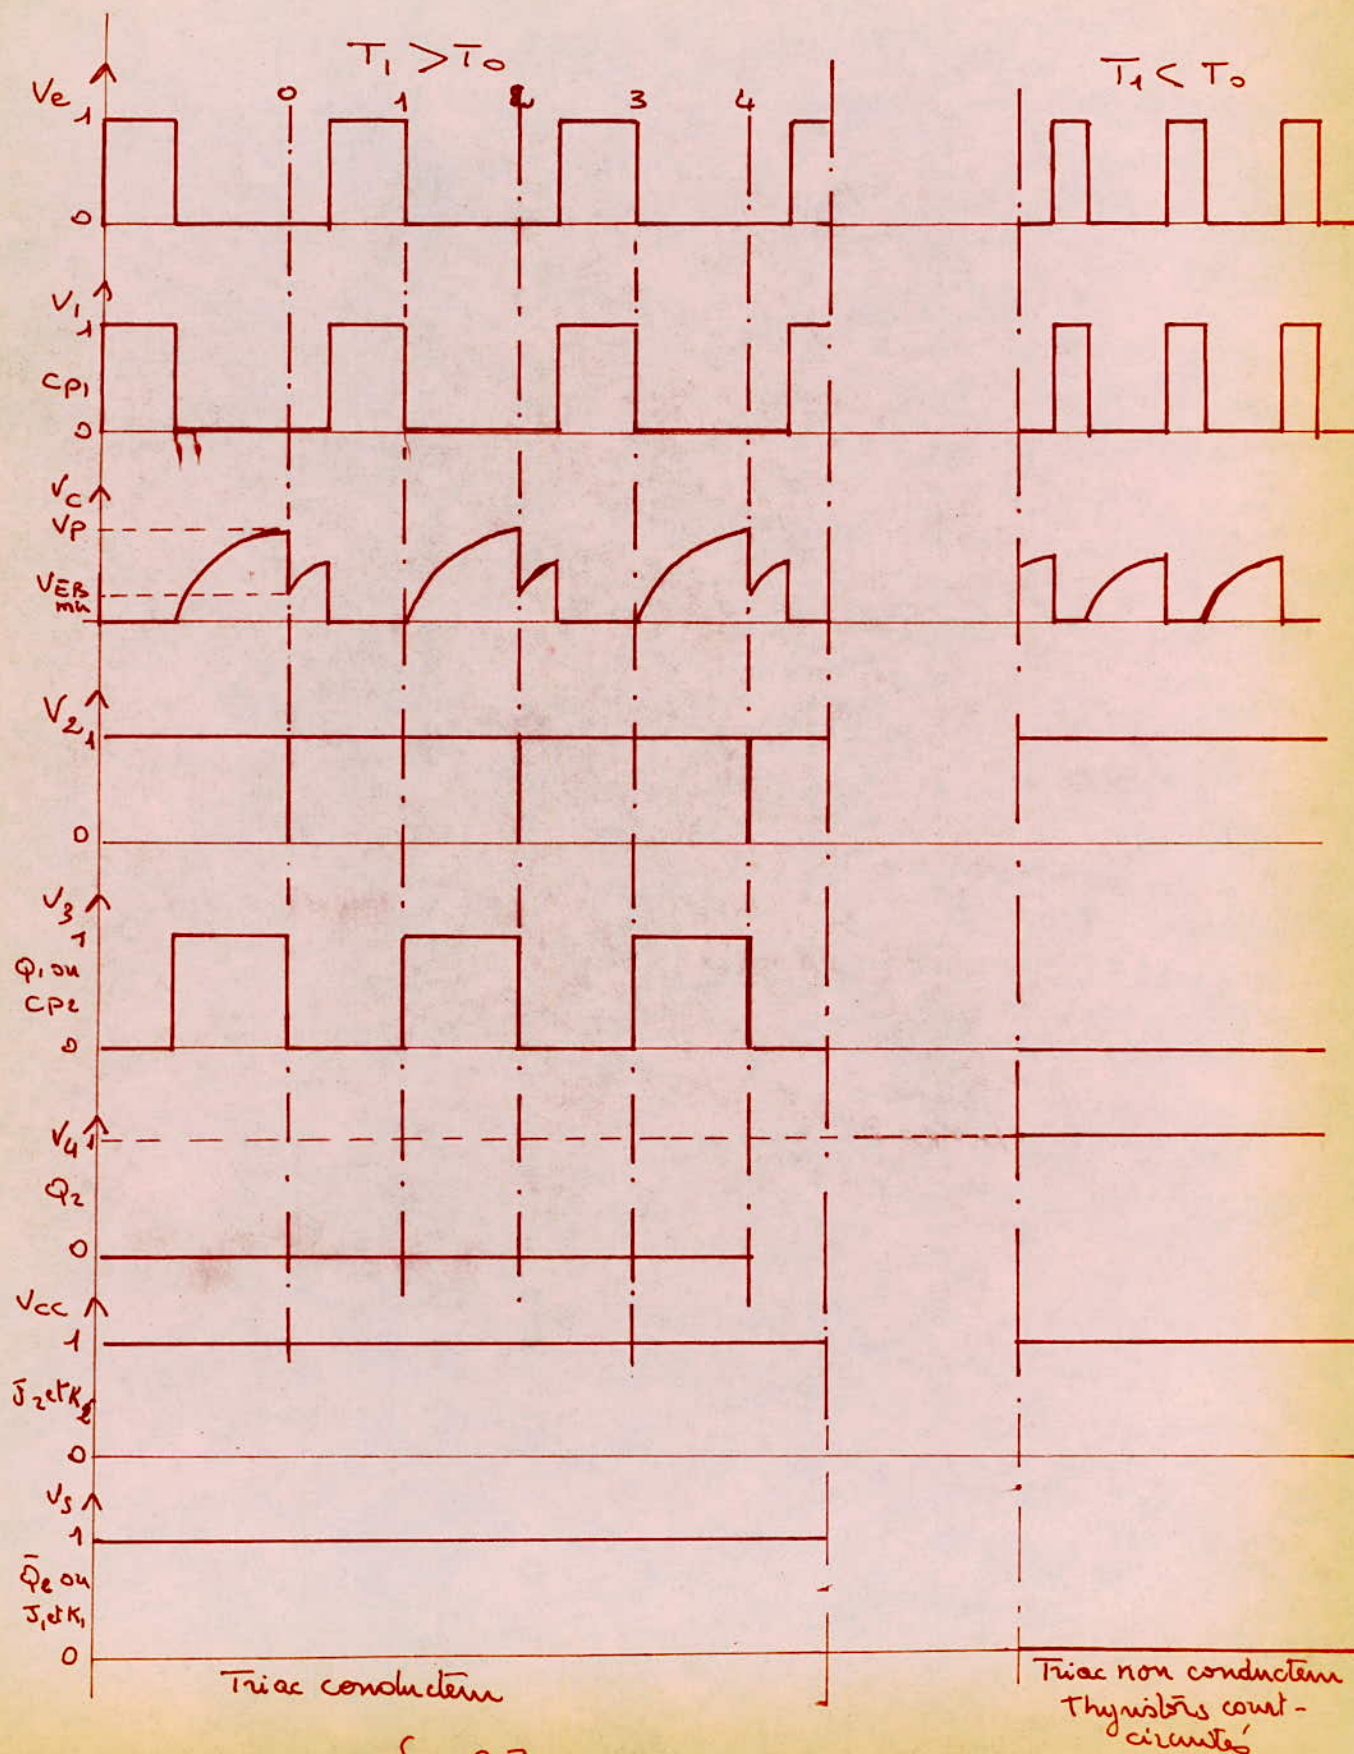 T₁ > T₀
T₁ < T₀
Ve
0 1 2 3 4
1
0
V₁
1
CP₁
0
Vc
VP
VEB
min
V₂
1
0
V₃
1
Q₁ ou
CP₂
0
V₄ 1
Q₂
0
Vcc
1
J₂ et K₂
0
V₅
1
Q̄₂ ou
J₁ et K₁
0
Triac conducteur
Triac non conducteur
Thyristors court-
circuités